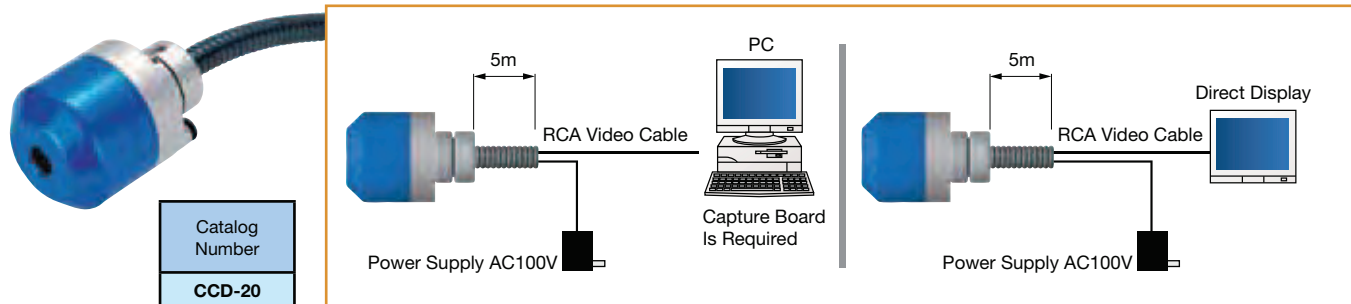 Catalog
Number
CCD-20
PC
5m
RCA Video Cable
Capture Board
Is Required
Power Supply AC100V
5m
Direct Display
RCA Video Cable
Power Supply AC100V